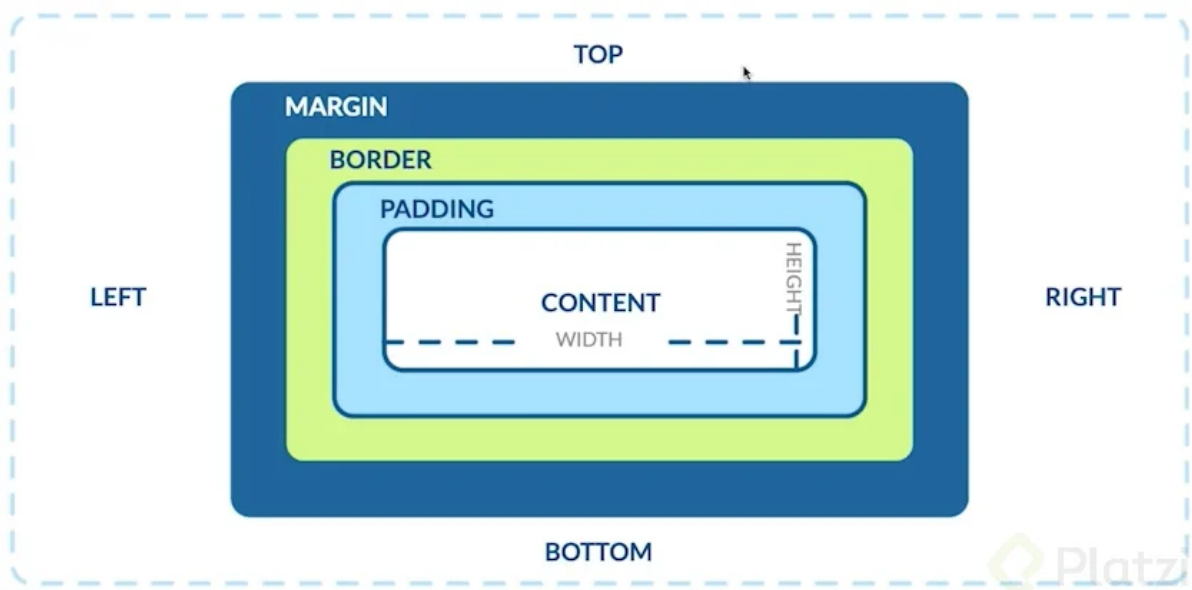 TOP
MARGIN
BORDER
PADDING
HEIGHT
LEFT
CONTENT
RIGHT
WIDTH
BOTTOM
Platzi